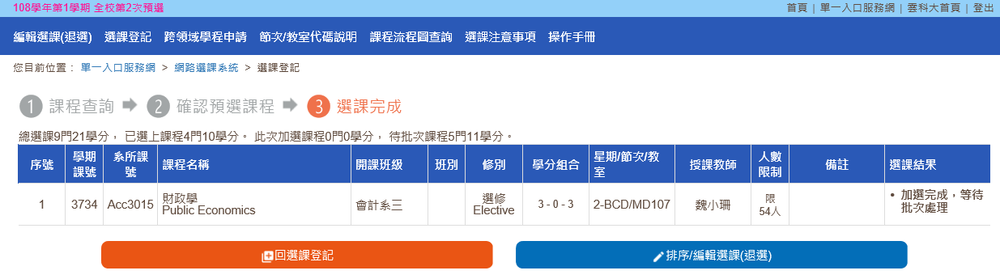 108學年第1學期 全校第2次預選
首頁 | 單一入口服務網 | 雲科大首頁 | 登出
編輯選課(退選) 選課登記 跨領域學程申請 節次/教室代碼說明 課程流程圖查詢 選課注意事項 操作手冊
您目前位置： 單一入口服務網 > 網路選課系統 > 選課登記
1 課程查詢 2 確認預選課程 3 選課完成
總選課9門21學分， 已選上課程4門10學分。 此次加選課程0門0學分， 待批次課程5門11學分。
序號 學期課號 系所課號 課程名稱 開課班級 班別 修別 學分組合 星期/節次/教室 授課教師 人數限制 備註 選課結果
1 3734 Acc3015 財政學 Public Economics 會計系三 選修 Elective 3-0-3 2-BCD/MD107 魏小珊 限54人 • 加選完成，等待批次處理
回選課登記
排序/編輯選課(退選)